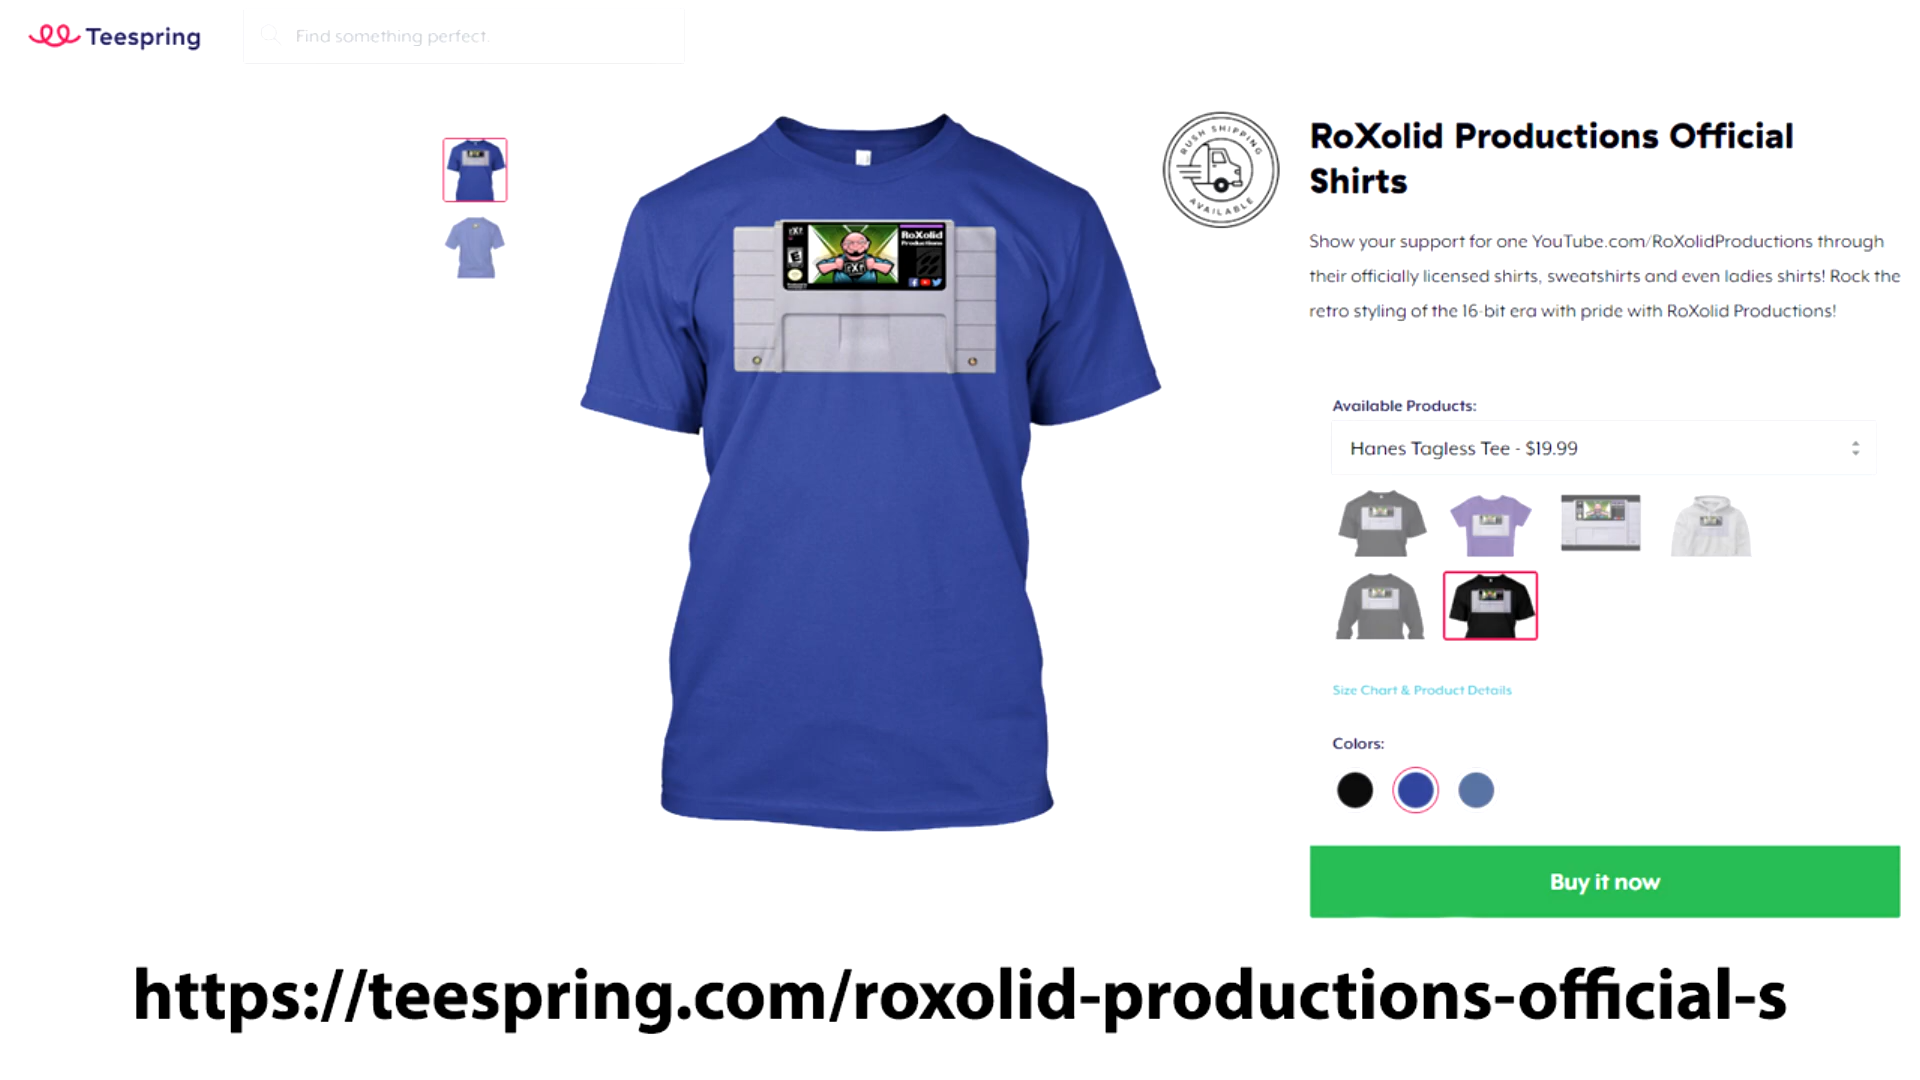 Teespring
Find something perfect.
RUSH SHIPPING
AVAILABLE
RoXolid Productions Official
Shirts
Show your support for one YouTube.com/RoXolidProductions through
their officially licensed shirts, sweatshirts and even ladies shirts! Rock the
retro styling of the 16-bit era with pride with RoXolid Productions!
RoXolid
Productions
E
Available Products:
Hanes Tagless Tee - $19.99
Size Chart & Product Details
Colors:
Buy it now
https://teespring.com/roxolid-productions-official-s